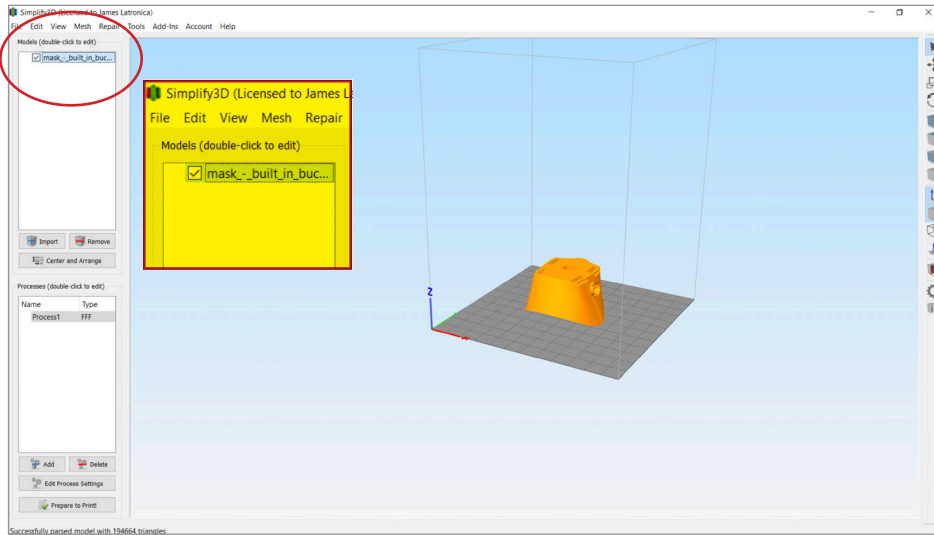 Simplify3D (Licensed to James Latronica)
File Edit View Mesh Repair Tools Add-Ins Account Help
Models (double-click to edit)
mask_-_built_in_buc...
Simplify3D (Licensed to James La
File Edit View Mesh Repair
Models (double-click to edit)
mask_-_built_in_buc...
Import Remove
Center and Arrange
Processes (double-click to edit)
Name Type
Process1 FFF
Z
Add Delete
Edit Process Settings
Prepare to Print!
Successfully parsed model with 194664 triangles